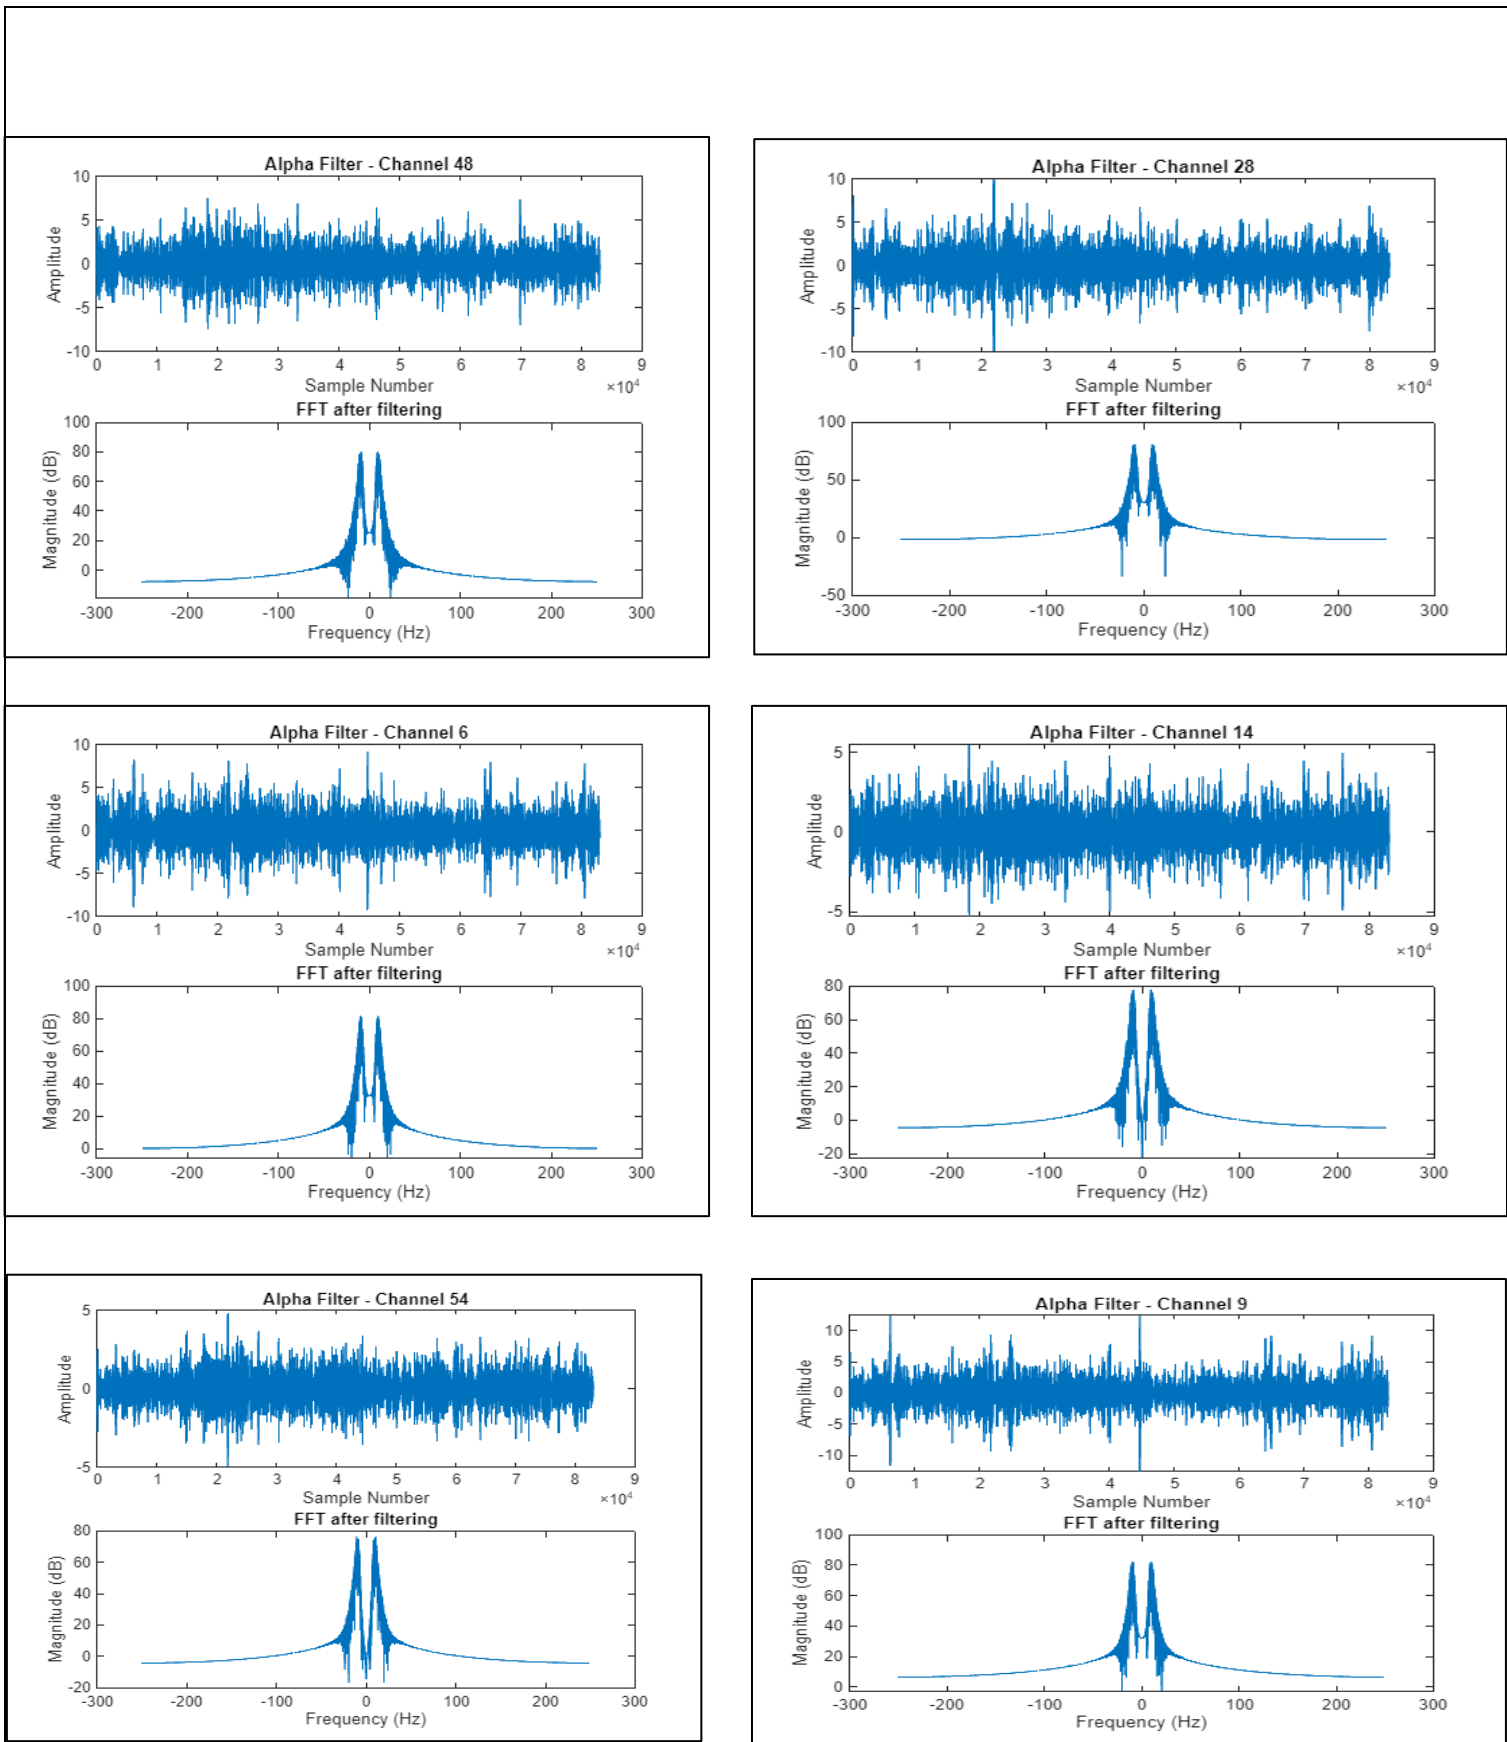 Alpha Filter - Channel 48
10
5
0
-5
-10
Amplitude
0 1 2 3 4 5 6 7 8 9
Sample Number
×10⁴
FFT after filtering
100
80
60
40
20
0
Magnitude (dB)
-300 -200 -100 0 100 200 300
Frequency (Hz)
Alpha Filter - Channel 28
10
5
0
-5
-10
Amplitude
0 1 2 3 4 5 6 7 8 9
Sample Number
×10⁴
FFT after filtering
100
50
0
-50
Magnitude (dB)
-300 -200 -100 0 100 200 300
Frequency (Hz)
Alpha Filter - Channel 6
10
5
0
-5
-10
Amplitude
0 1 2 3 4 5 6 7 8 9
Sample Number
×10⁴
FFT after filtering
100
80
60
40
20
0
Magnitude (dB)
-300 -200 -100 0 100 200 300
Frequency (Hz)
Alpha Filter - Channel 14
5
0
-5
Amplitude
0 1 2 3 4 5 6 7 8 9
Sample Number
×10⁴
FFT after filtering
80
60
40
20
0
-20
Magnitude (dB)
-300 -200 -100 0 100 200 300
Frequency (Hz)
Alpha Filter - Channel 54
5
0
-5
Amplitude
0 1 2 3 4 5 6 7 8 9
Sample Number
×10⁴
FFT after filtering
80
60
40
20
0
-20
Magnitude (dB)
-300 -200 -100 0 100 200 300
Frequency (Hz)
Alpha Filter - Channel 9
10
5
0
-5
-10
Amplitude
0 1 2 3 4 5 6 7 8 9
Sample Number
×10⁴
FFT after filtering
100
80
60
40
20
0
Magnitude (dB)
-300 -200 -100 0 100 200 300
Frequency (Hz)